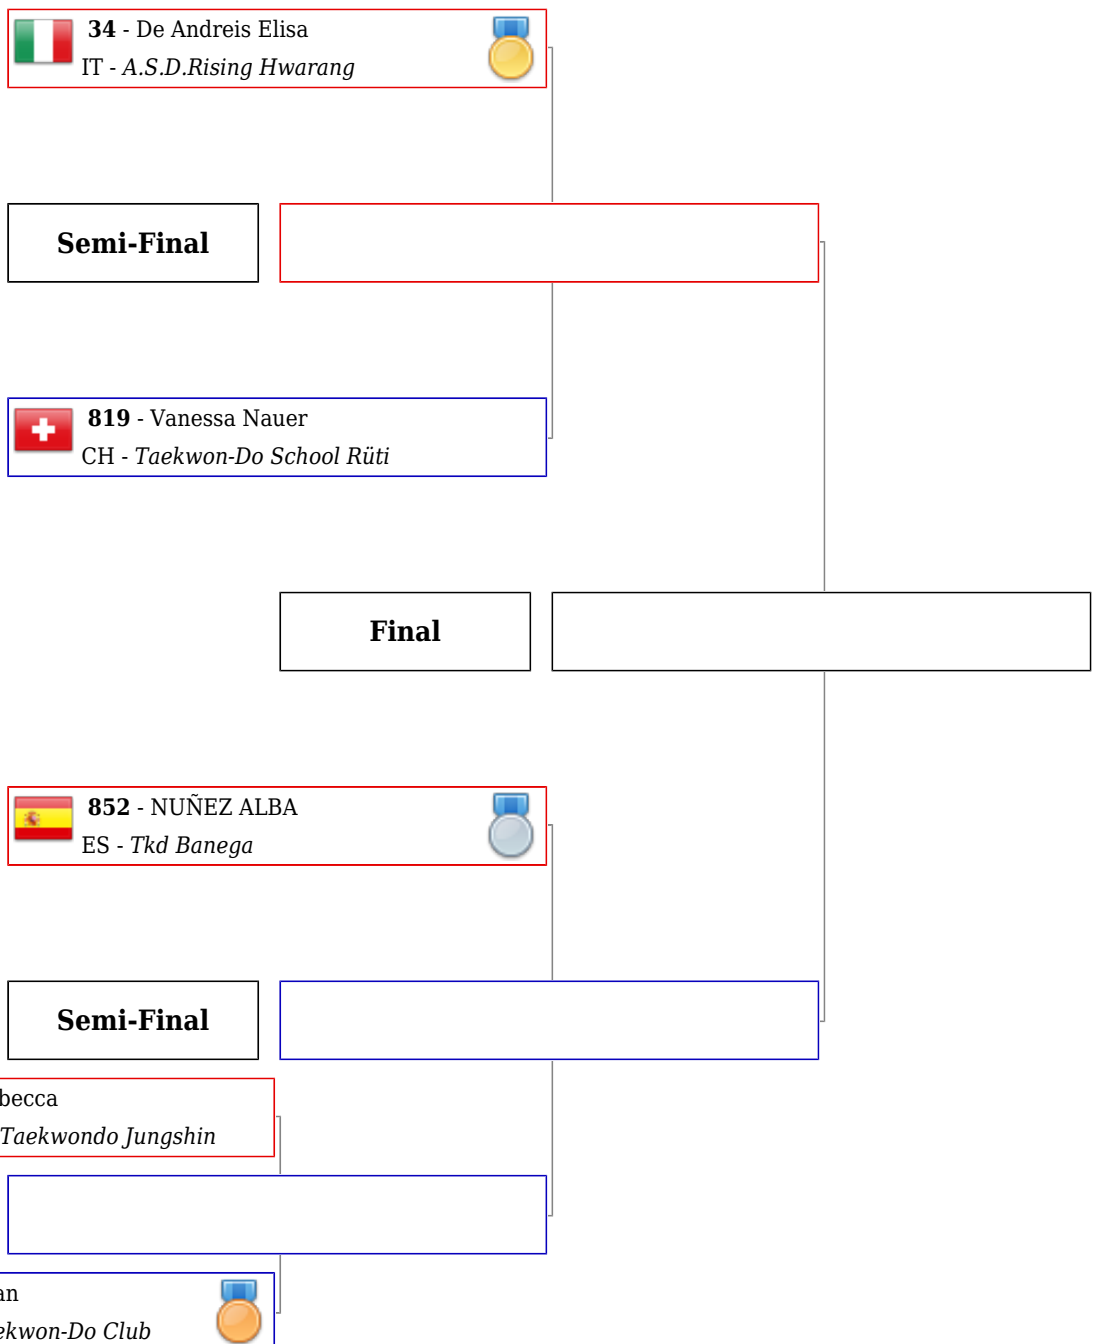 34 - De Andreis Elisa
IT - A.S.D.Rising Hwarang
Semi-Final
819 - Vanessa Nauer
CH - Taekwon-Do School Rüti
Final
852 - NUÑEZ ALBA
ES - Tkd Banega
Semi-Final
becca
Taekwondo Jungshin
an
ekwon-Do Club